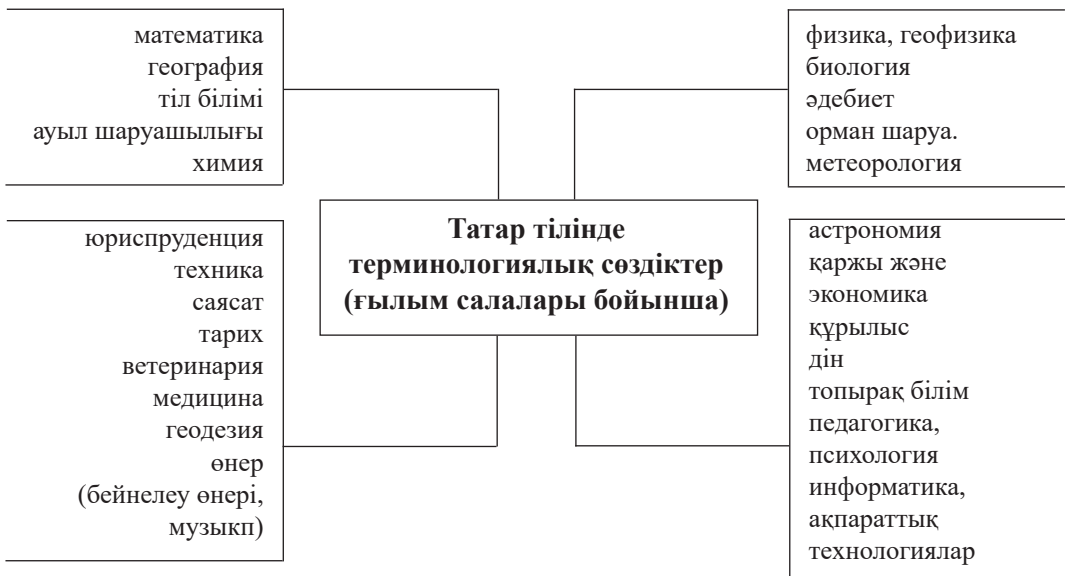 математика
география
тіл білімі
ауыл шаруашылығы
химия
физика, геофизика
биология
әдебиет
орман шаруа.
метеорология
Татар тілінде
терминологиялық сөздіктер
(ғылым салалары бойынша)
юриспруденция
техника
саясат
тарих
ветеринария
медицина
геодезия
өнер
(бейнелеу өнері,
музыкп)
астрономия
қаржы және
экономика
құрылыс
дін
топырақ білім
педагогика,
психология
информатика,
ақпараттық
технологиялар